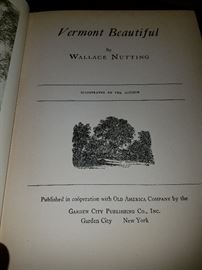 Vermont Beautiful
by
WALLACE NUTTING
ILLUSTRATED BY THE AUTHOR
Published in cooperation with OLD AMERICA COMPANY by the
GARDEN CITY PUBLISHING CO., INC.
Garden City New York